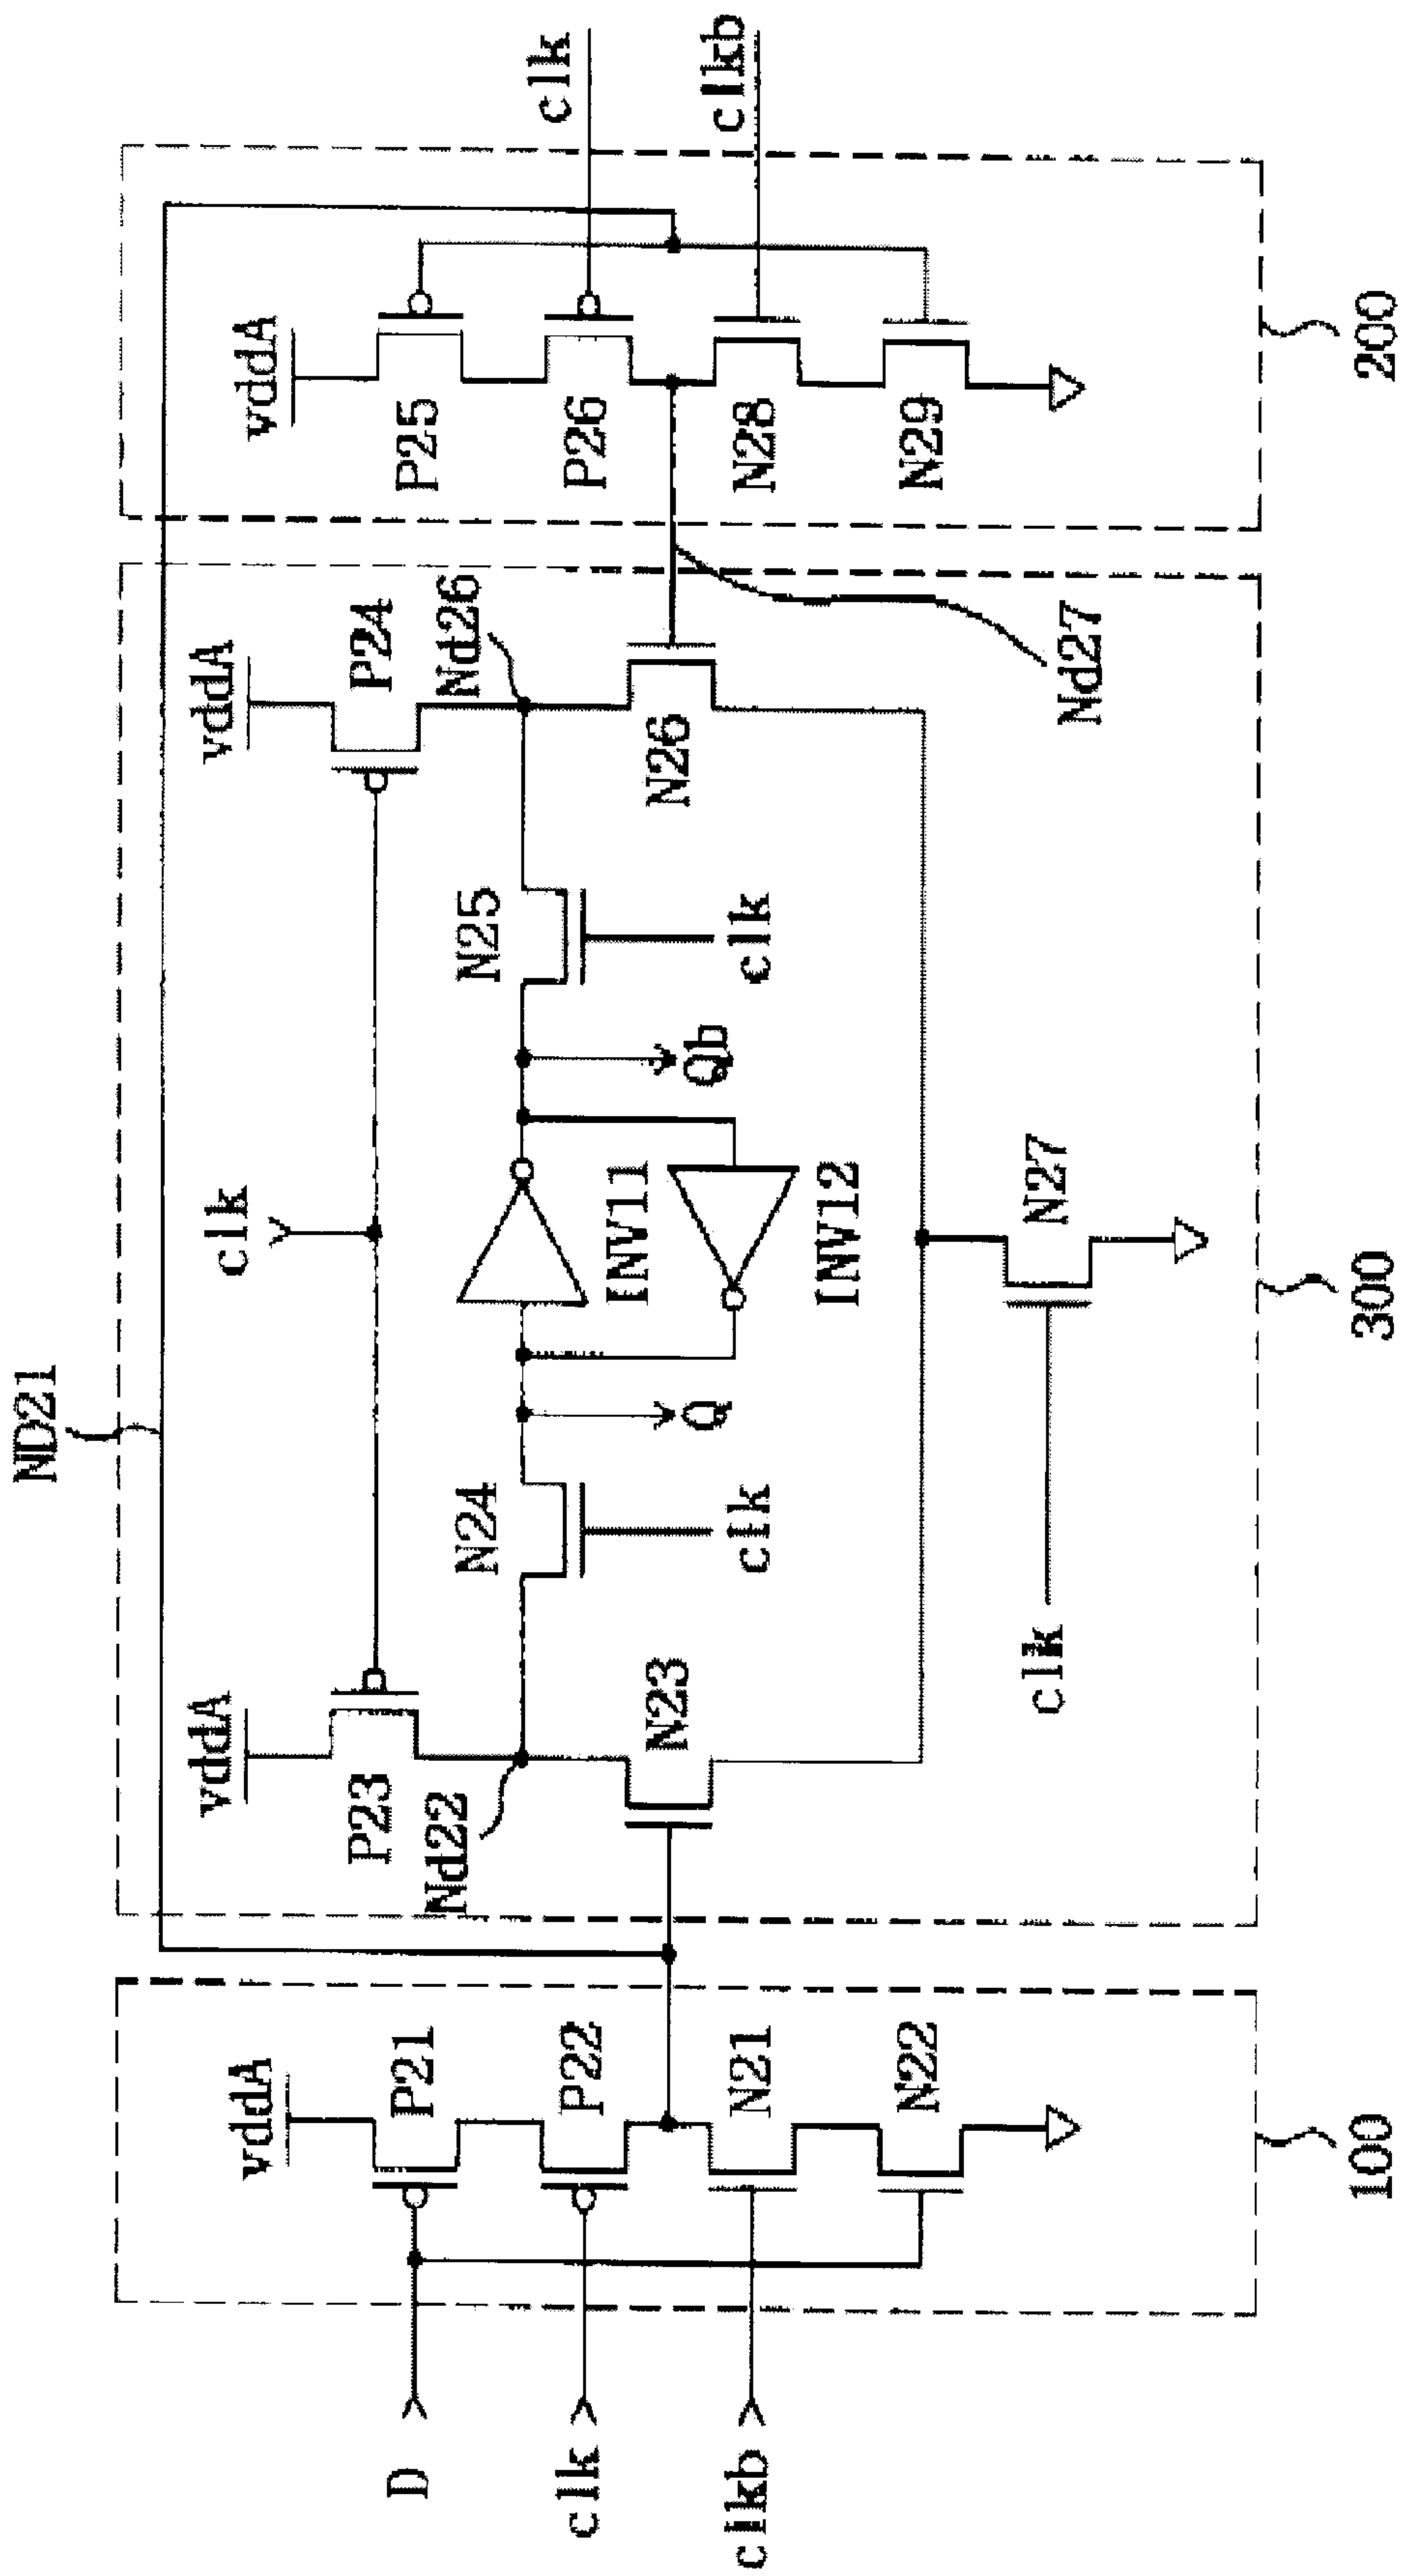 D
clk
clkb
vddA
P21
P22
N21
N22
100
ND21
vddA
P23
Nd22
N23
N24
clk
Q
clk
INV11
INV12
Qb
N25
clk
vddA
P24
Nd26
N26
Nd27
clk
N27
300
vddA
P25
P26
N28
N29
clk
clkb
200